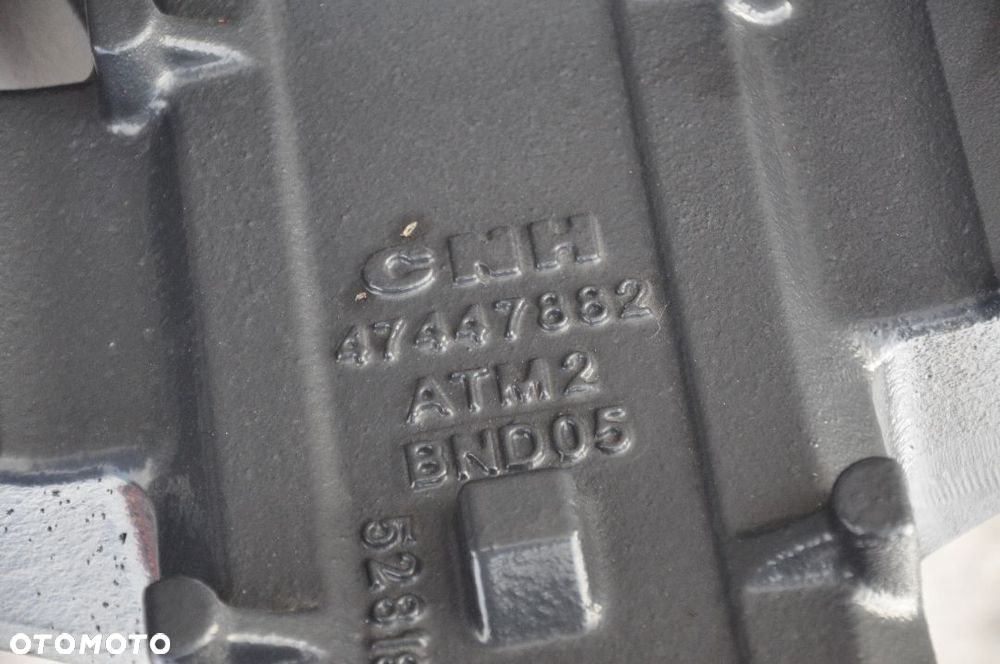 CNH
47447882
ATM2
BND05
OTOMOTO